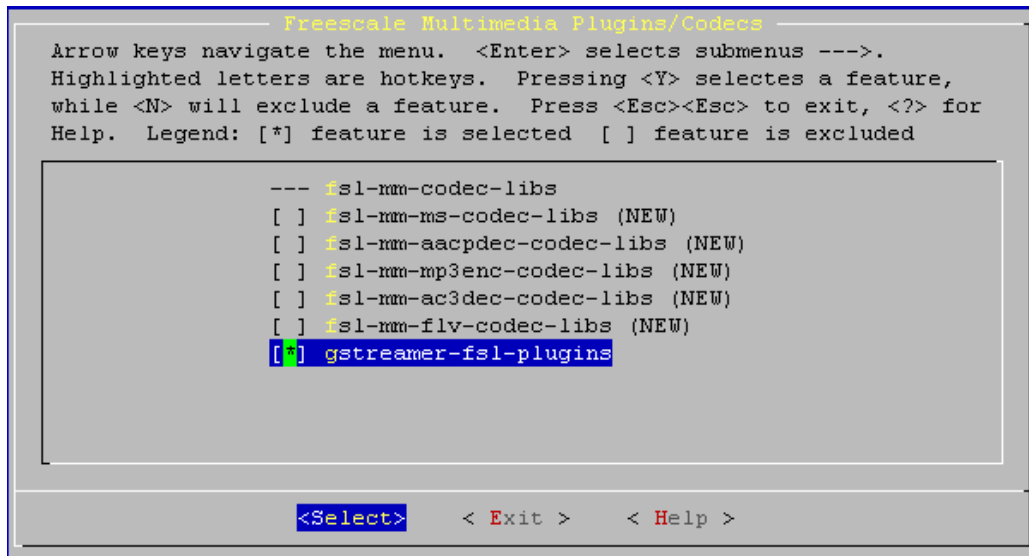 Freescale Multimedia Plugins/Codecs
Arrow keys navigate the menu.  <Enter> selects submenus --->.
Highlighted letters are hotkeys.  Pressing <Y> selectes a feature,
while <N> will exclude a feature.  Press <Esc><Esc> to exit, <?> for
Help.  Legend: [*] feature is selected  [ ] feature is excluded
--- fsl-mm-codec-libs
[ ] fsl-mm-ms-codec-libs (NEW)
[ ] fsl-mm-aacpdec-codec-libs (NEW)
[ ] fsl-mm-mp3enc-codec-libs (NEW)
[ ] fsl-mm-ac3dec-codec-libs (NEW)
[ ] fsl-mm-flv-codec-libs (NEW)
[*] gstreamer-fsl-plugins
<Select>    < Exit >    < Help >